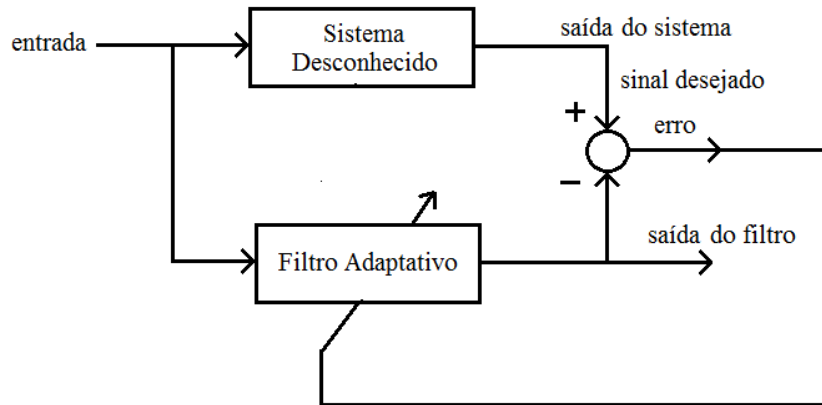 entrada
Sistema
Desconhecido
saída do sistema
sinal desejado
+
erro
−
Filtro Adaptativo
saída do filtro